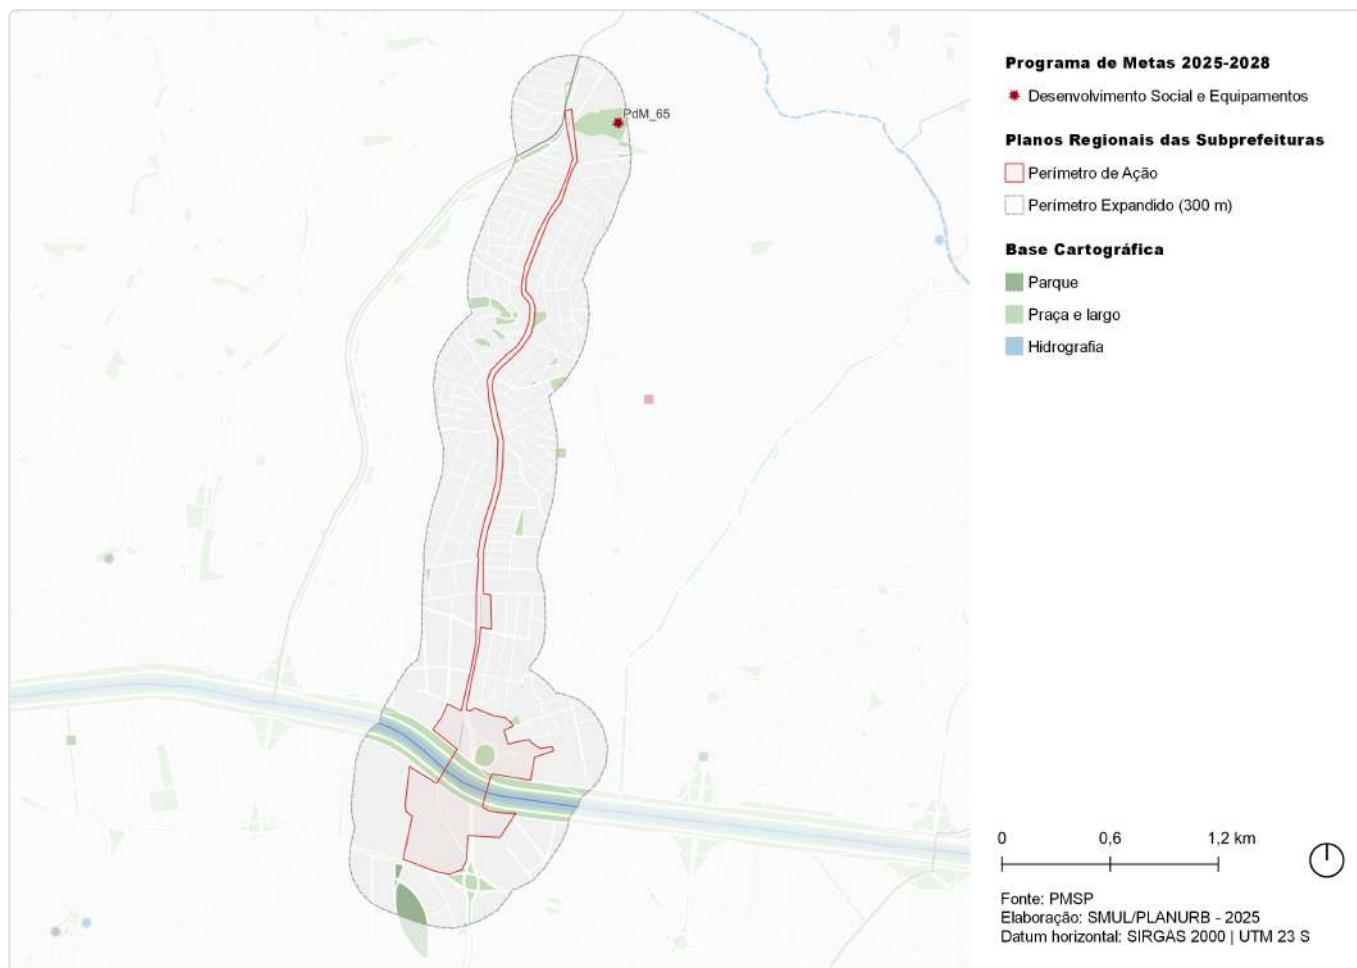 Programa de Metas 2025-2028
Desenvolvimento Social e Equipamentos
PdM_65
Planos Regionais das Subprefeituras
Perímetro de Ação
Perímetro Expandido (300 m)
Base Cartográfica
Parque
Praça e largo
Hidrografia
0 0,6 1,2 km
Fonte: PMSP
Elaboração: SMUL/PLANURB - 2025
Datum horizontal: SIRGAS 2000 | UTM 23 S